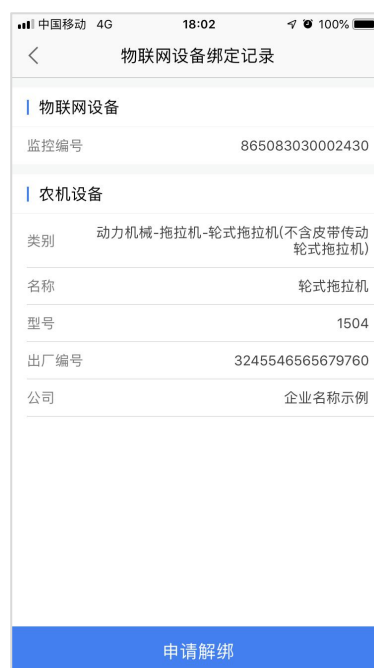 中国移动 4G 18:02 100%
物联网设备绑定记录
物联网设备
监控编号 865083030002430
农机设备
类别 动力机械-拖拉机-轮式拖拉机(不含皮带传动
轮式拖拉机)
名称 轮式拖拉机
型号 1504
出厂编号 3245546565679760
公司 企业名称示例
申请解绑